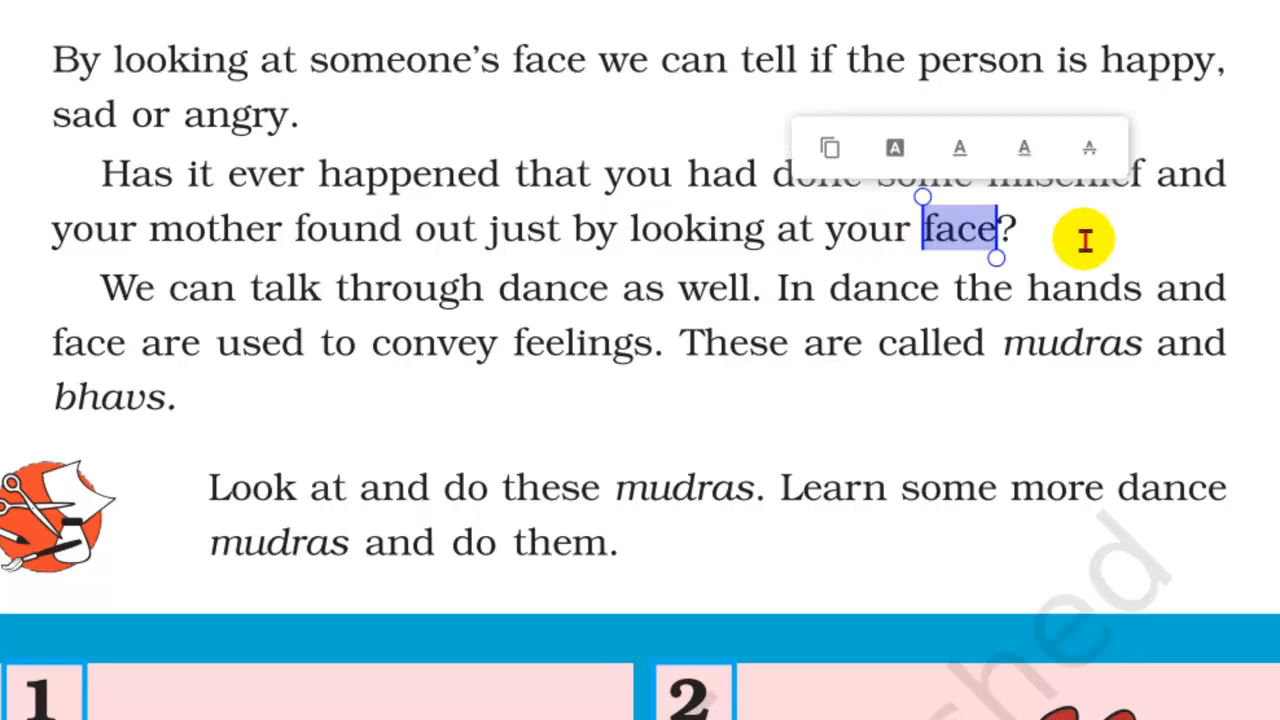 By looking at someone's face we can tell if the person is happy,
sad or angry.
Has it ever happened that you had done some mischief and
your mother found out just by looking at your face?
We can talk through dance as well. In dance the hands and
face are used to convey feelings. These are called mudras and
bhavs.
Look at and do these mudras. Learn some more dance
mudras and do them.
1
2